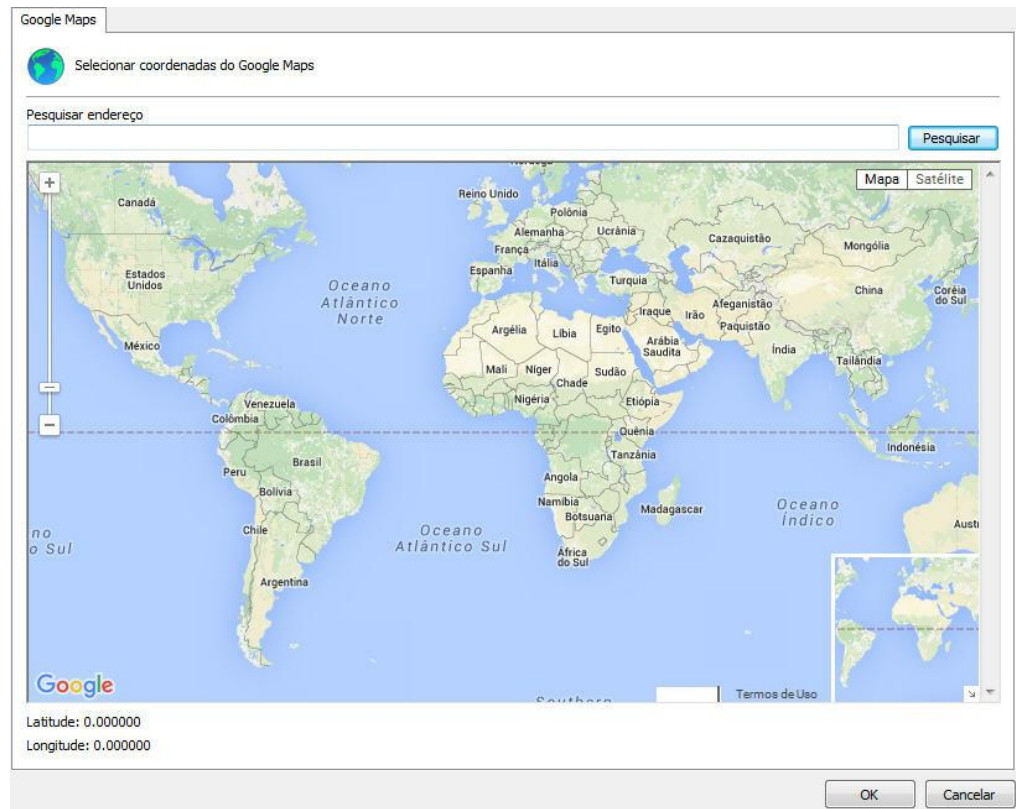 Google Maps
Selecionar coordenadas do Google Maps
Pesquisar endereço
Pesquisar
+
Mapa Satélite
Canadá
Reino Unido
Polônia
Alemanha
Ucrânia
Cazaquistão
Mongólia
França
Itália
Espanha
Turquia
Estados
Unidos
Oceano
Atlântico
Norte
Iraque
Irão
Afeganistão
Paquistão
China
Coréia
do Sul
México
Argélia
Líbia
Egito
Arábia
Saudita
Índia
Tailândia
Mali
Níger
Chade
Sudão
Nigéria
Etiópia
Venezuela
Colômbia
−
Quênia
Indonésia
Tanzânia
Peru
Brasil
Bolívia
Angola
Namíbia
Botsuana
Madagascar
Oceano
Índico
Chile
Oceano
Atlântico Sul
África
do Sul
Austr
no
o Sul
Argentina
Google
Southern
Termos de Uso
Latitude: 0.000000
Longitude: 0.000000
OK
Cancelar